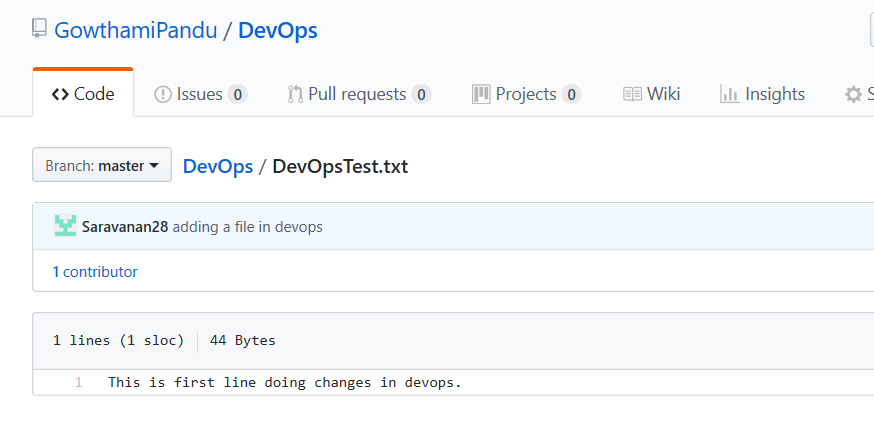 GowthamiPandu / DevOps
Code Issues 0 Pull requests 0 Projects 0 Wiki Insights S
Branch: master DevOps / DevOpsTest.txt
Saravanan28 adding a file in devops
1 contributor
1 lines (1 sloc) 44 Bytes
1 This is first line doing changes in devops.